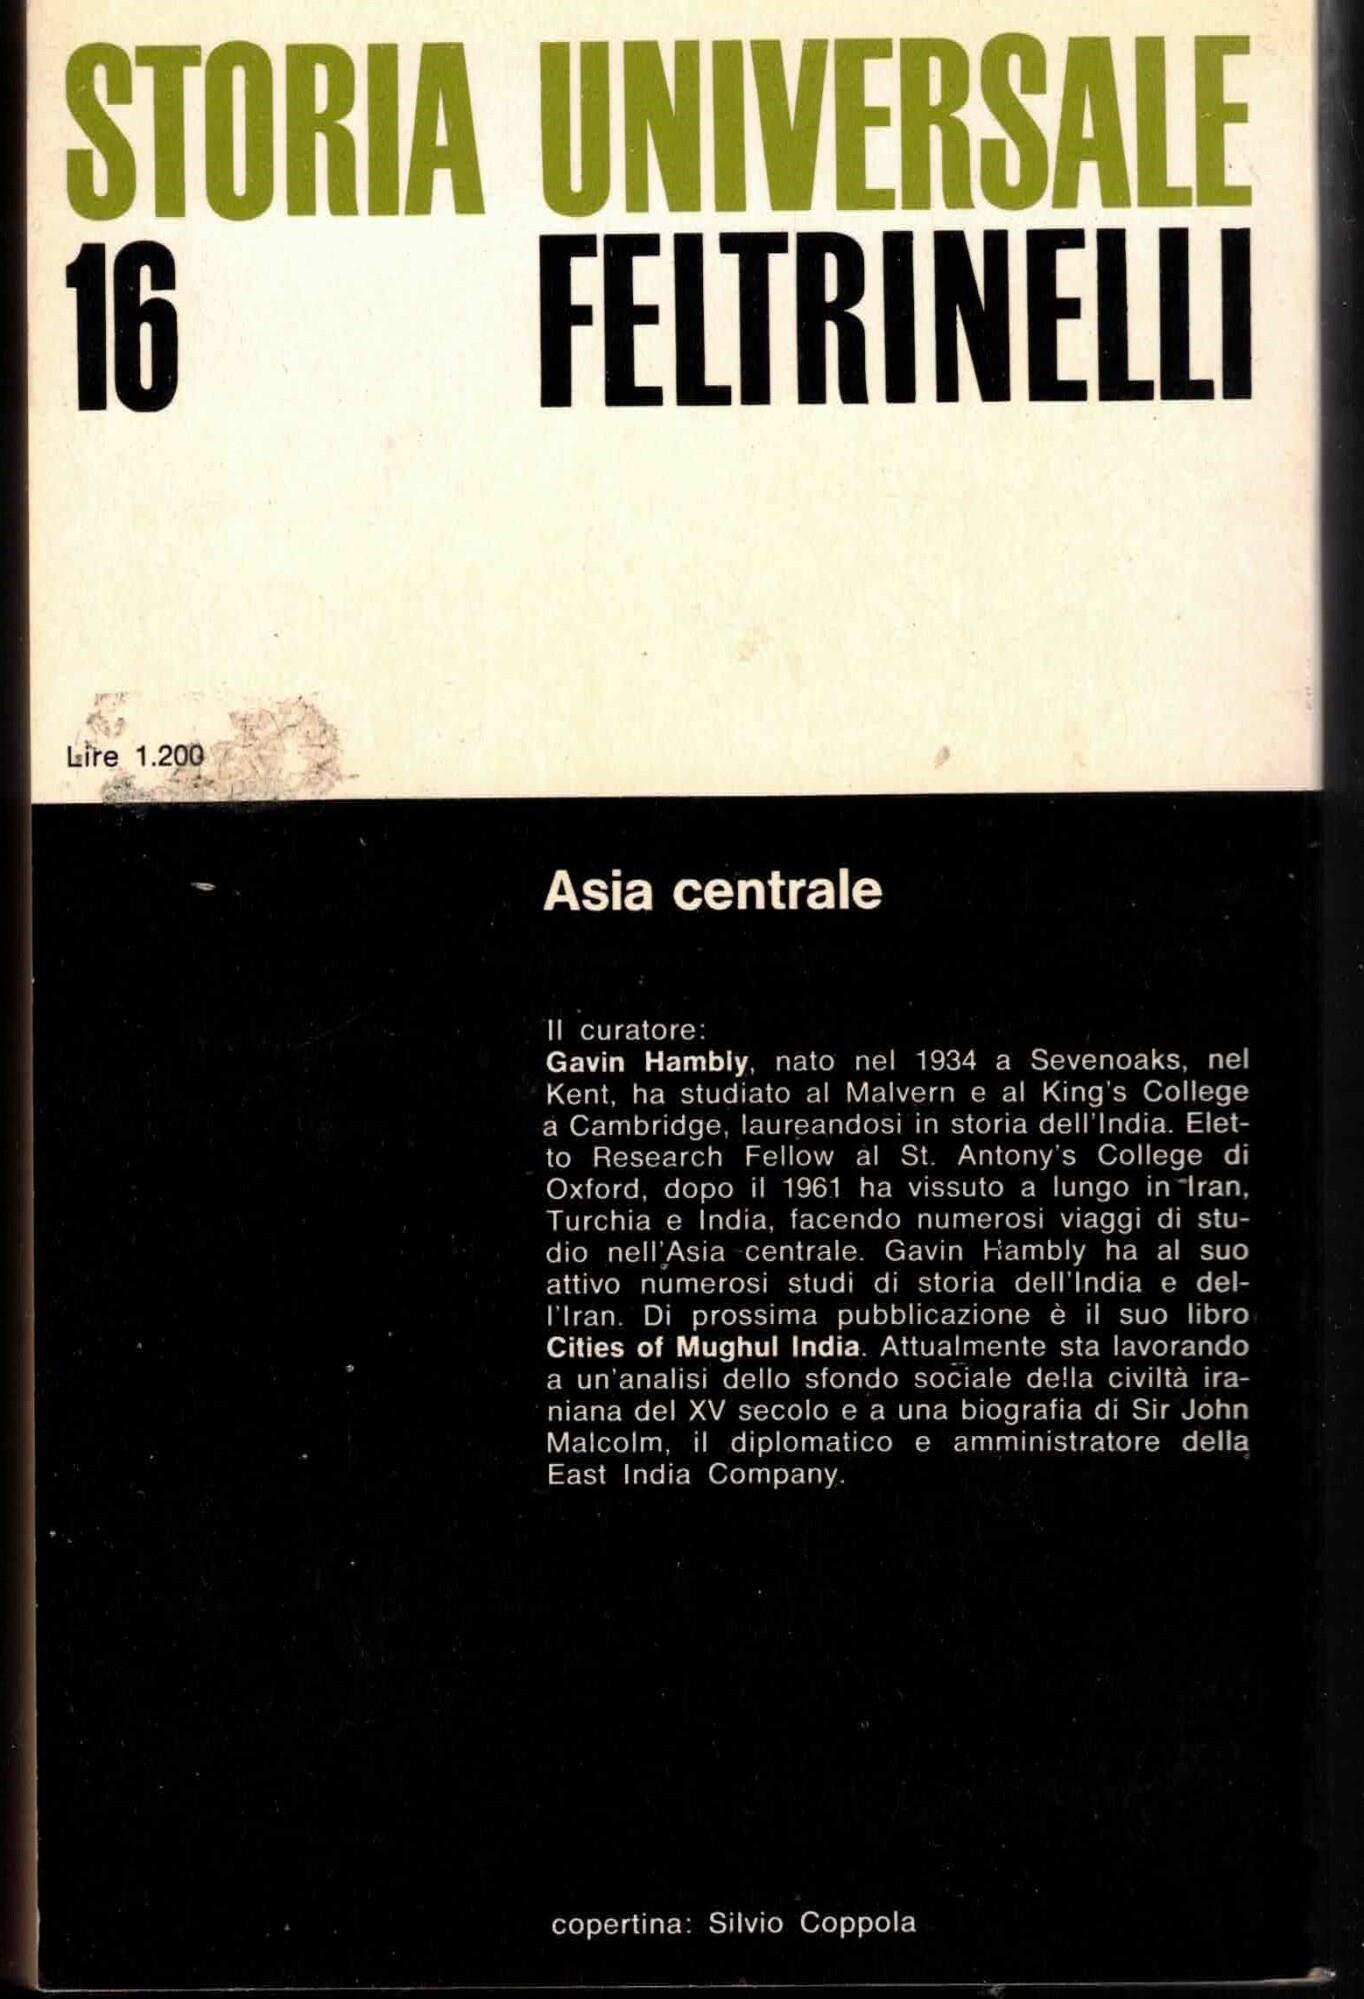 STORIA UNIVERSALE
16 FELTRINELLI
Lire 1.200
Asia centrale
Il curatore:
Gavin Hambly, nato nel 1934 a Sevenoaks, nel
Kent, ha studiato al Malvern e al King's College
a Cambridge, laureandosi in storia dell'India. Elet-
to Research Fellow al St. Antony's College di
Oxford, dopo il 1961 ha vissuto a lungo in Iran,
Turchia e India, facendo numerosi viaggi di stu-
dio nell'Asia centrale. Gavin Hambly ha al suo
attivo numerosi studi di storia dell'India e del-
l'Iran. Di prossima pubblicazione è il suo libro
Cities of Mughul India. Attualmente sta lavorando
a un'analisi dello sfondo sociale della civiltà ira-
niana del XV secolo e a una biografia di Sir John
Malcolm, il diplomatico e amministratore della
East India Company.
copertina: Silvio Coppola